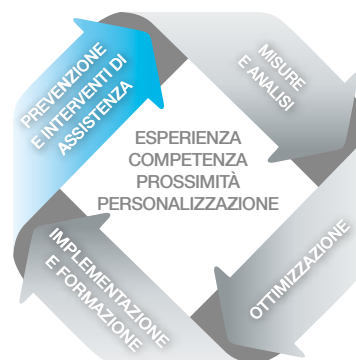 PREVENZIONE
E INTERVENTI DI
ASSISTENZA
MISURE
E ANALISI
ESPERIENZA
COMPETENZA
PROSSIMITÀ
PERSONALIZZAZIONE
IMPLEMENTAZIONE
E FORMAZIONE
OTTIMIZZAZIONE